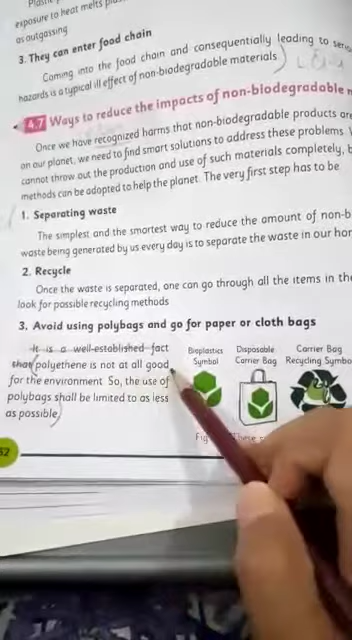 exposure to heat melts
as outgassing
3. They can enter food chain
Coming into the food chain and consequentially leading to
hazards is a typical ill effect of non-biodegradable materials
4.7 Ways to reduce the impacts of non-biodegradable
Once we have recognized harms that non-biodegradable products are
on our planet, we need to find smart solutions to address these problems.
cannot throw out the production and use of such materials completely,
methods can be adopted to help the planet. The very first step has to be
1. Separating waste
The simplest and the smartest way to reduce the amount of non-b
waste being generated by us every day is to separate the waste in our
2. Recycle
Once the waste is separated, one can go through all the items in the
look for possible recycling methods
3. Avoid using polybags and go for paper or cloth bags
It is a well-established fact
that polyethene is not at all good
for the environment So, the use of
polybags shall be limited to as less
as possible
Bioplastics Symbol
Disposable Carrier Bag
Carrier Bag Recycling Symbo
Fig
52